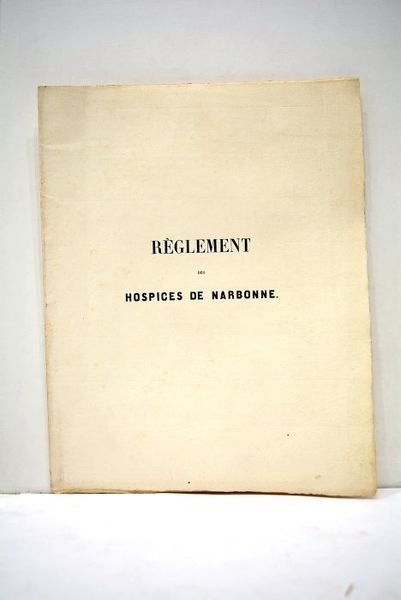 RÈGLEMENT
DES
HOSPICES DE NARBONNE.